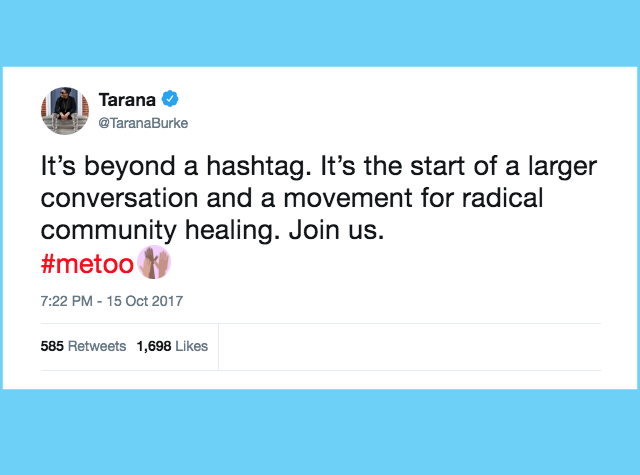 Tarana
@TaranaBurke
It’s beyond a hashtag. It’s the start of a larger
conversation and a movement for radical
community healing. Join us.
#metoo
7:22 PM - 15 Oct 2017
585 Retweets 1,698 Likes